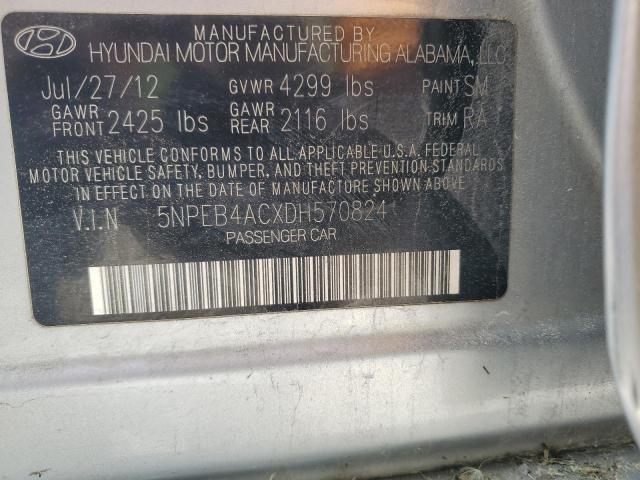 MANUFACTURED BY
HYUNDAI MOTOR MANUFACTURING ALABAMA, LLC
Jul/27/12 GVWR 4299 lbs PAINT SM
GAWR FRONT 2425 lbs GAWR REAR 2116 lbs TRIM RA
THIS VEHICLE CONFORMS TO ALL APPLICABLE U.S.A. FEDERAL
MOTOR VEHICLE SAFETY, BUMPER, AND THEFT PREVENTION STANDARDS
IN EFFECT ON THE DATE OF MANUFACTURE SHOWN ABOVE.
V.I.N 5NPEB4ACXDH570824
PASSENGER CAR